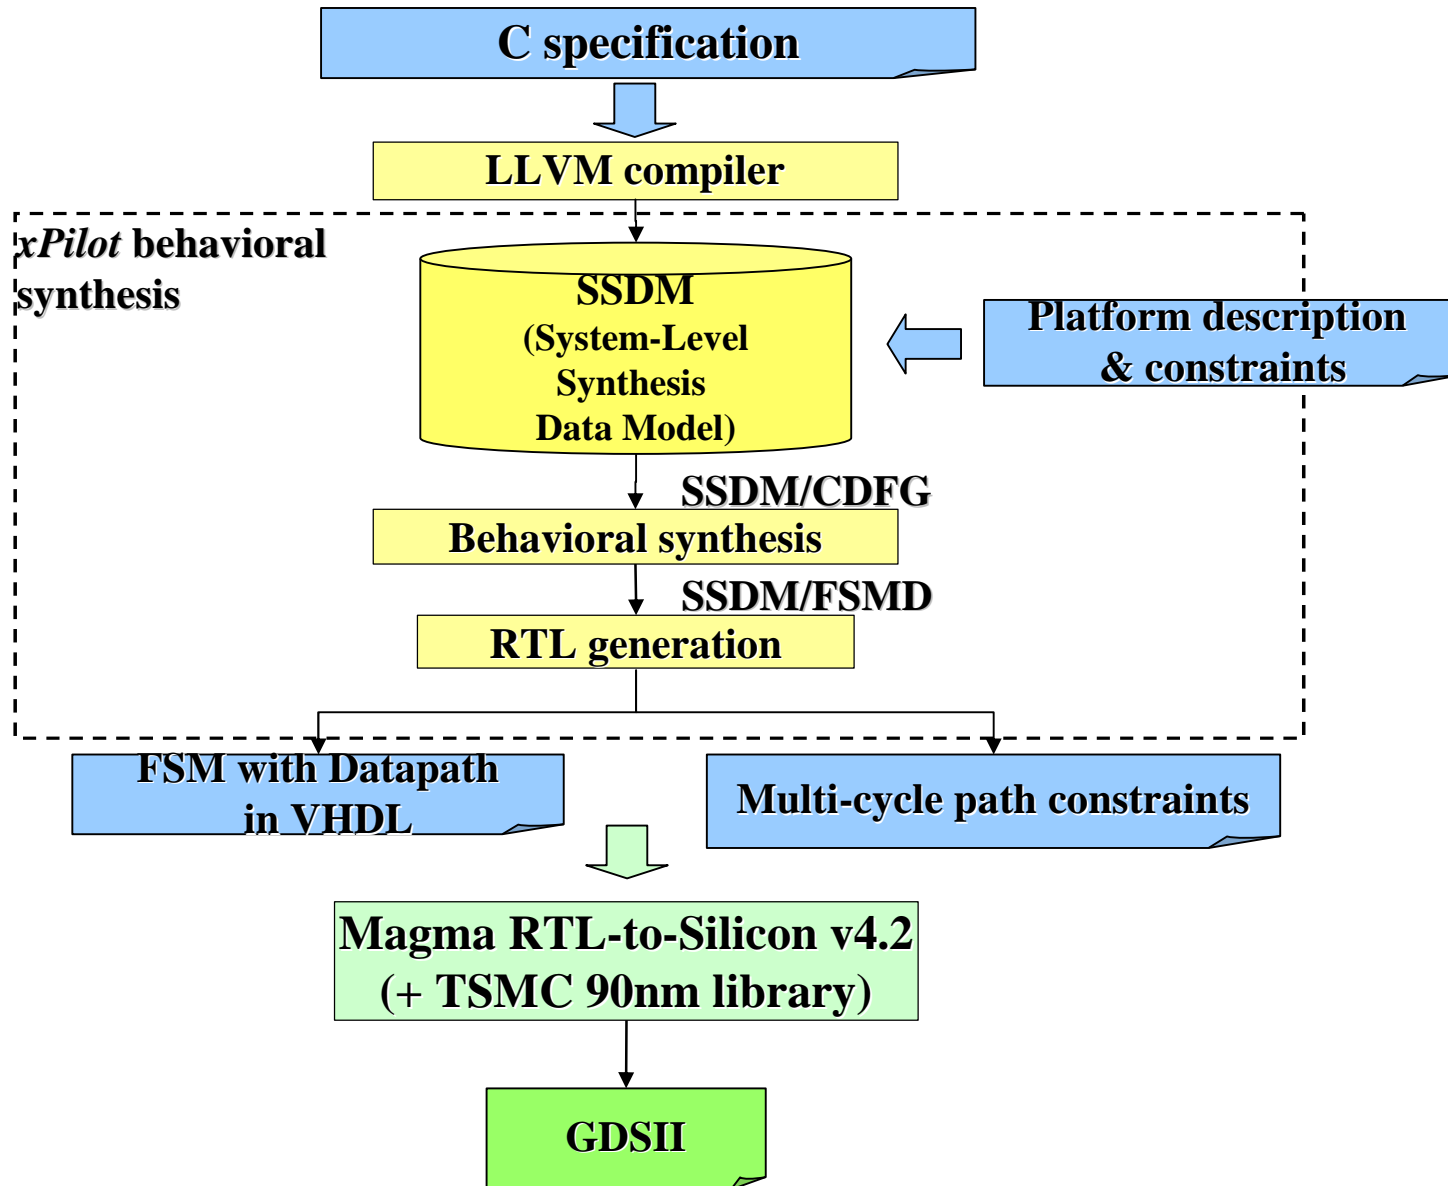 C specification
LLVM compiler
xPilot behavioral
synthesis
SSDM
(System-Level
Synthesis
Data Model)
Platform description
& constraints
SSDM/CDFG
Behavioral synthesis
SSDM/FSMD
RTL generation
FSM with Datapath
in VHDL
Multi-cycle path constraints
Magma RTL-to-Silicon v4.2
(+ TSMC 90nm library)
GDSII